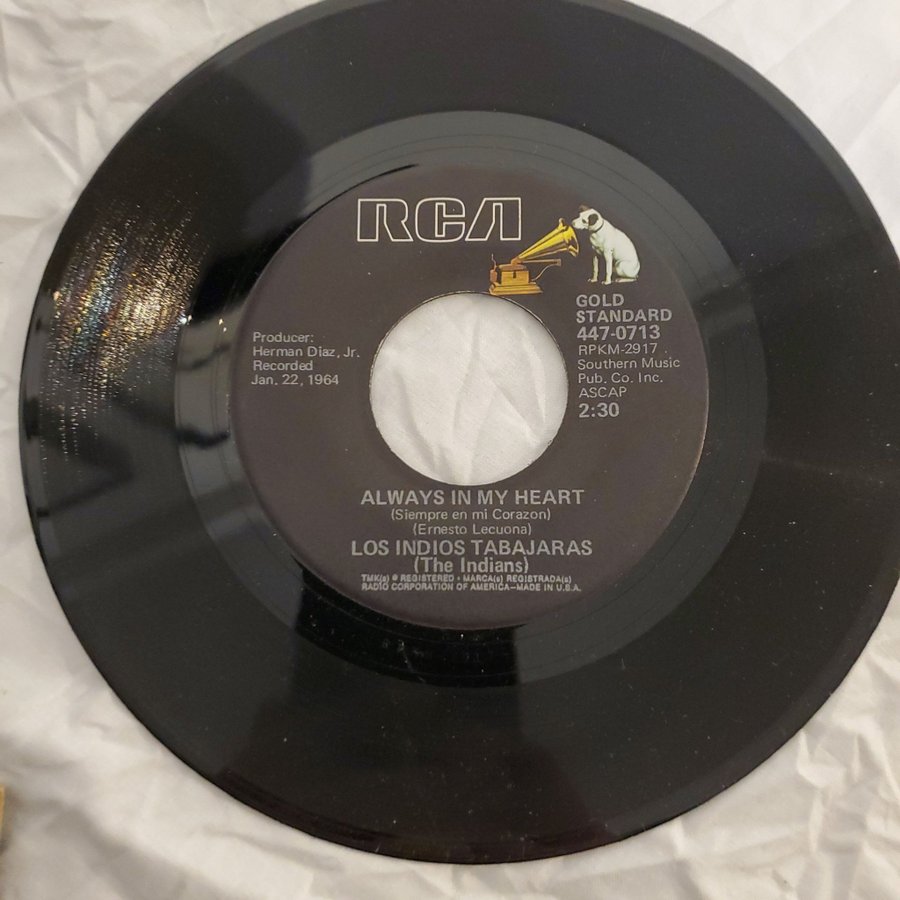 RCA
GOLD
STANDARD
447-0713
RPKM-2917
Southern Music
Pub. Co. Inc.
ASCAP
2:30
Producer:
Herman Diaz, Jr.
Recorded
Jan. 22, 1964
ALWAYS IN MY HEART
(Siempre en mi Corazon)
(Ernesto Lecuona)
LOS INDIOS TABAJARAS
(The Indians)
TMK(s) ® REGISTERED • MARCA(s) REGISTRADA(s)
RADIO CORPORATION OF AMERICA—MADE IN U.S.A.